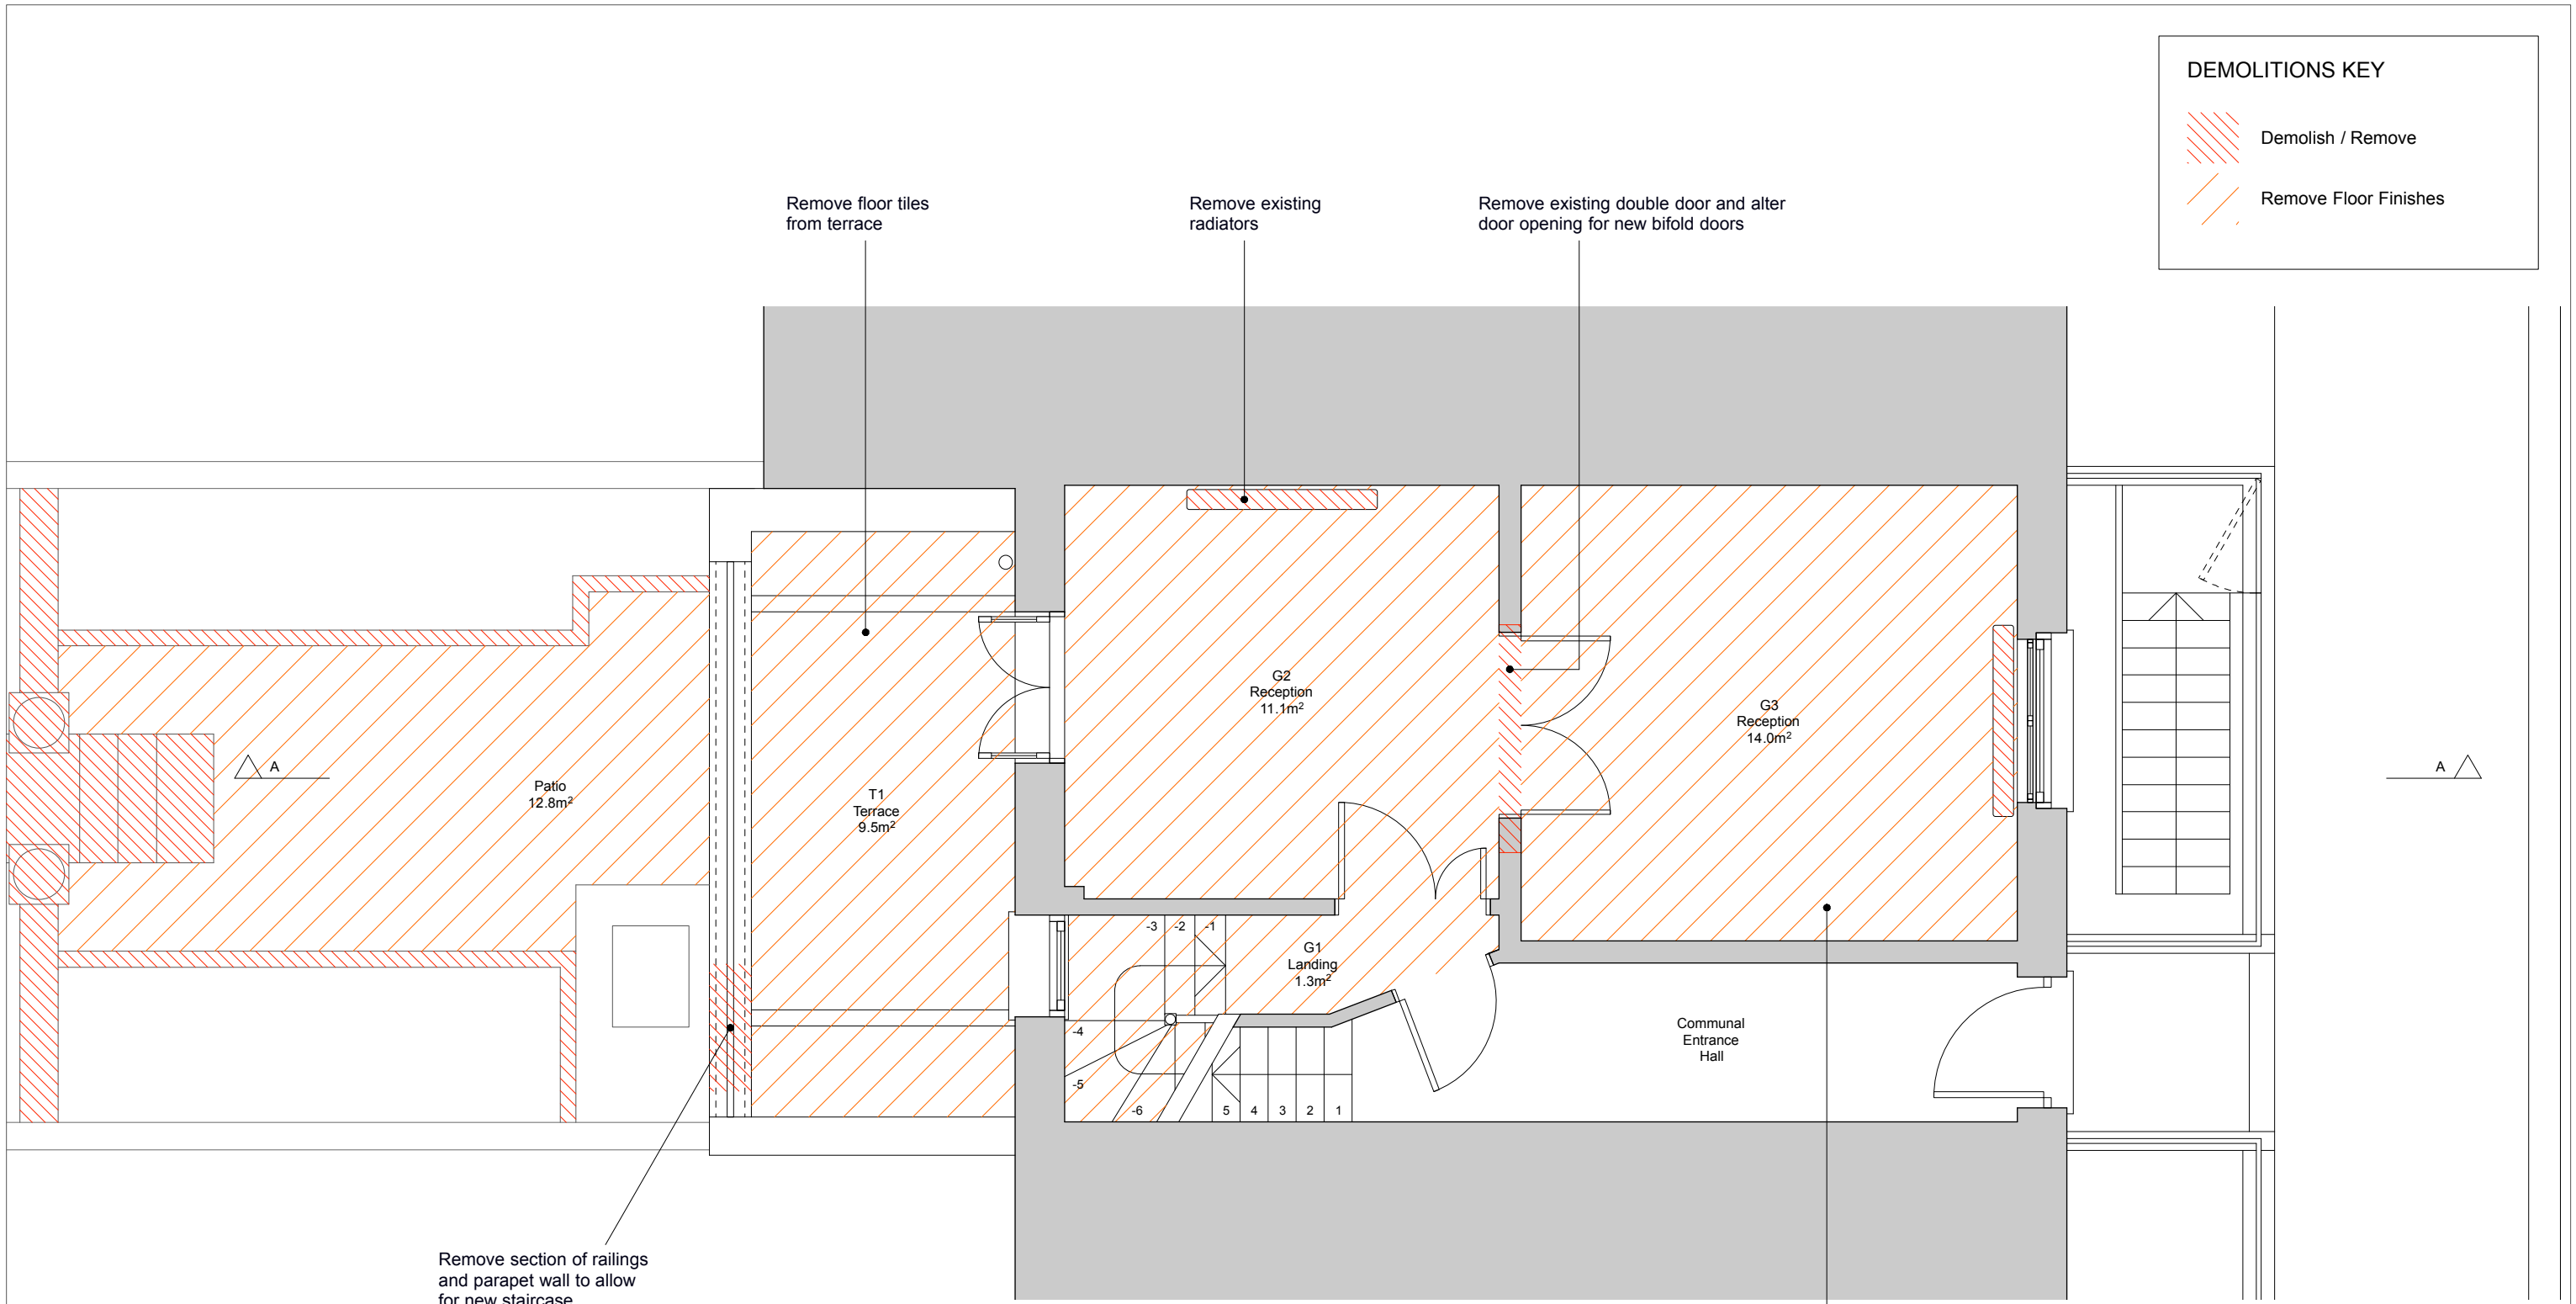 DEMOLITIONS KEY
Demolish / Remove
Remove Floor Finishes
Remove floor tiles
from terrace
Remove existing
radiators
Remove existing double door and alter
door opening for new bifold doors
G2
Reception
11.1m²
G3
Reception
14.0m²
A
Patio
12.8m²
T1
Terrace
9.5m²
A
-3 -2 -1
G1
Landing
1.3m²
-4
-5
-6
5 4 3 2 1
Communal
Entrance
Hall
Remove section of railings
and parapet wall to allow
for new staircase